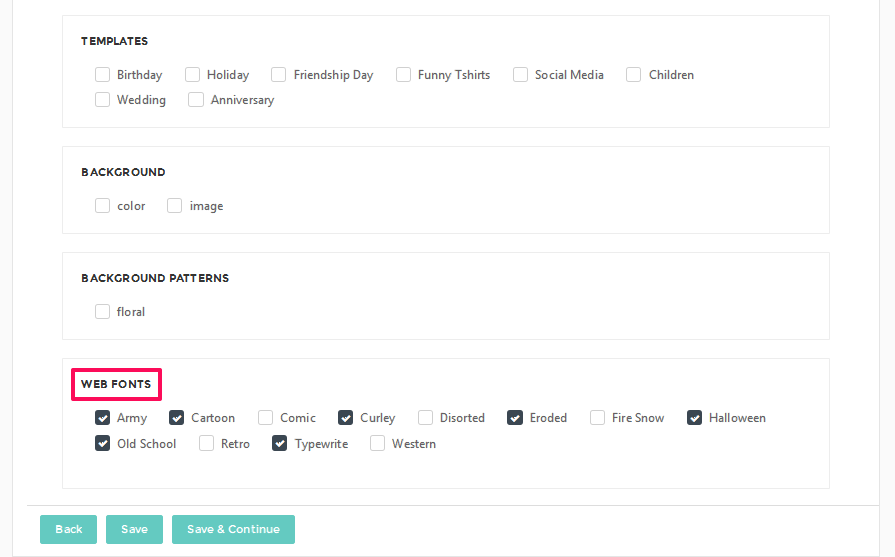 TEMPLATES
Birthday Holiday Friendship Day Funny Tshirts Social Media Children
Wedding Anniversary
BACKGROUND
color image
BACKGROUND PATTERNS
floral
WEB FONTS
Army Cartoon Comic Curley Disorted Eroded Fire Snow Halloween
Old School Retro Typewrite Western
Back Save Save & Continue